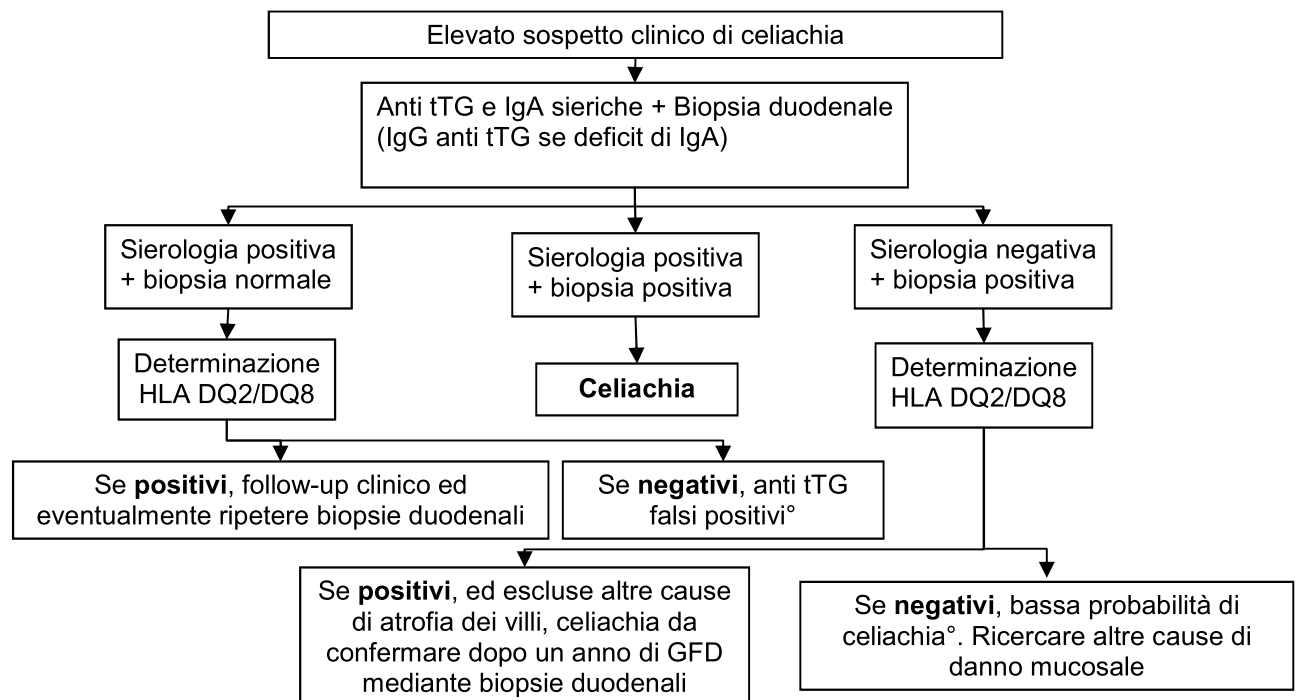 Elevato sospetto clinico di celiachia
Anti tTG e IgA sieriche + Biopsia duodenale
(IgG anti tTG se deficit di IgA)
Sierologia positiva
+ biopsia normale
Sierologia positiva
+ biopsia positiva
Sierologia negativa
+ biopsia positiva
Determinazione
HLA DQ2/DQ8
Celiachia
Determinazione
HLA DQ2/DQ8
Se positivi, follow-up clinico ed
eventualmente ripetere biopsie duodenali
Se negativi, anti tTG
falsi positivi°
Se positivi, ed escluse altre cause
di atrofia dei villi, celiachia da
confermare dopo un anno di GFD
mediante biopsie duodenali
Se negativi, bassa probabilità di
celiachia°. Ricercare altre cause di
danno mucosale